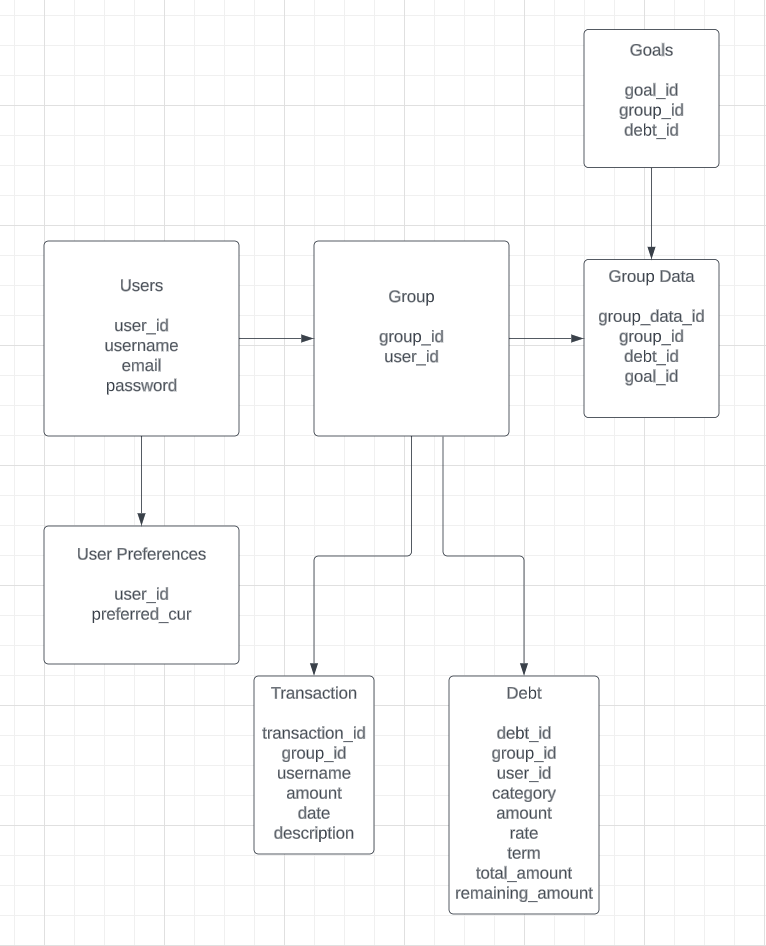 Goals
goal_id
group_id
debt_id
Users
user_id
username
email
password
Group
group_id
user_id
Group Data
group_data_id
group_id
debt_id
goal_id
User Preferences
user_id
preferred_cur
Transaction
transaction_id
group_id
username
amount
date
description
Debt
debt_id
group_id
user_id
category
amount
rate
term
total_amount
remaining_amount